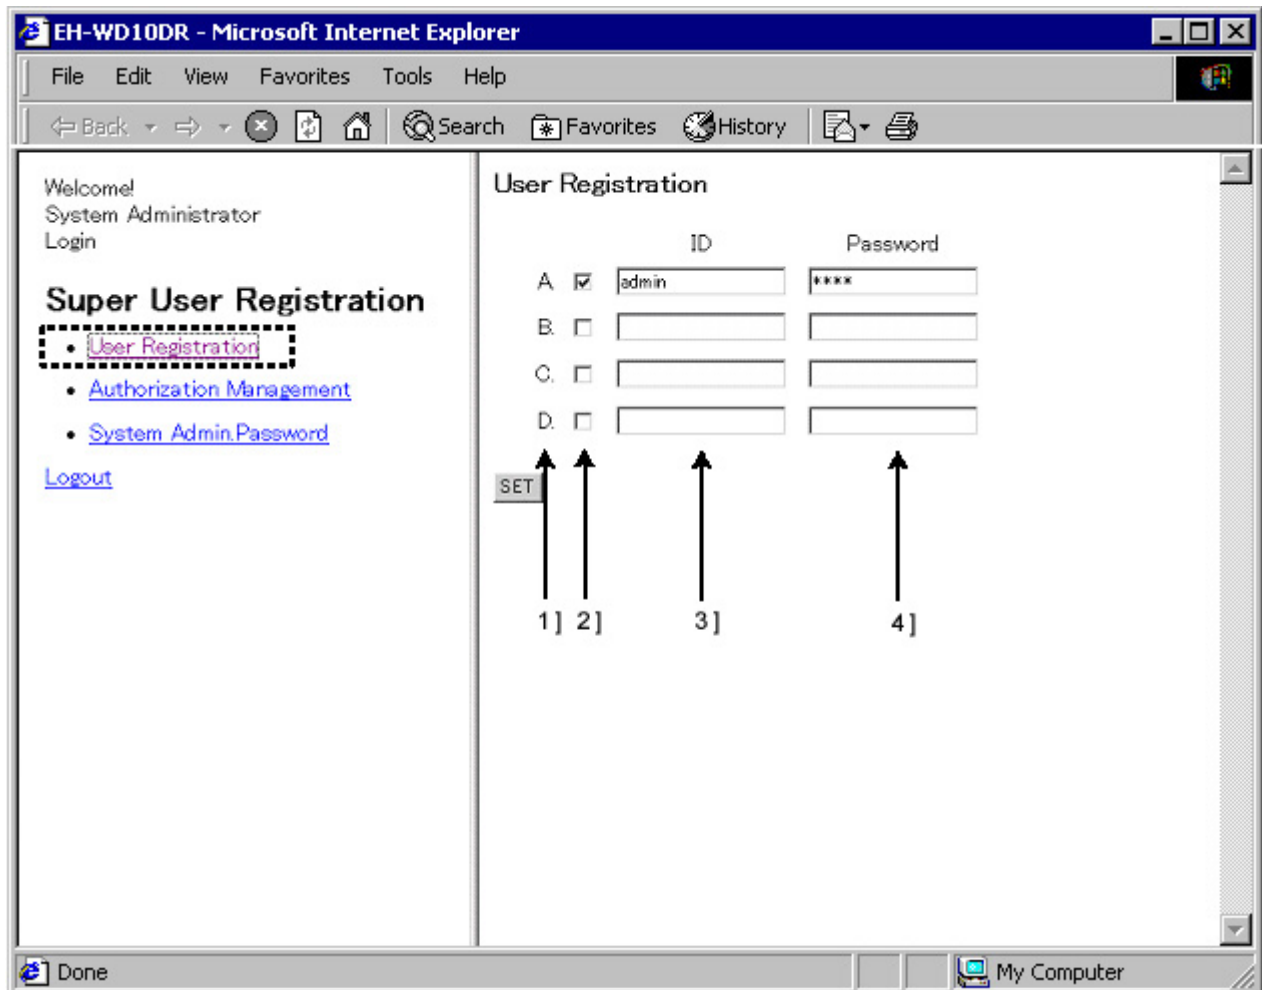 EH-WD10DR - Microsoft Internet Explorer
File Edit View Favorites Tools Help
Back Search Favorites History
Welcome!
System Administrator
Login
Super User Registration
User Registration
Authorization Management
System Admin.Password
Logout
User Registration
ID Password
A. admin ****
B.
C.
D.
SET
1] 2] 3] 4]
Done My Computer